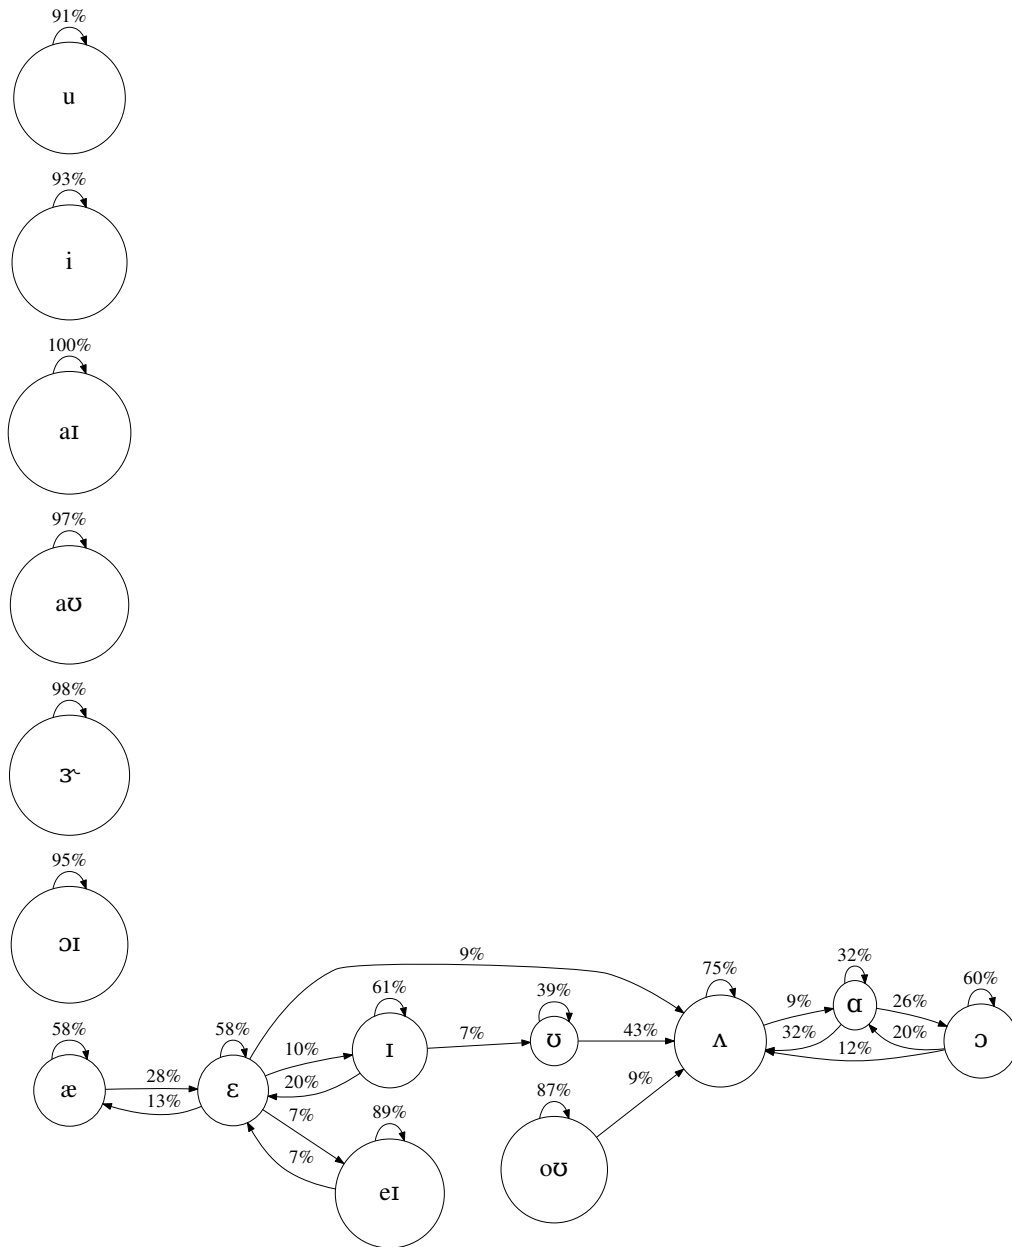 91%
u
93%
i
100%
aɪ
97%
aʊ
98%
ɝ
95%
ɔɪ
9%
58%
æ
28%
13%
58%
ɛ
10%
20%
7%
7%
61%
ɪ
89%
eɪ
7%
39%
ʊ
43%
87%
oʊ
9%
75%
ʌ
9%
32%
32%
ɑ
26%
20%
12%
60%
ɔ